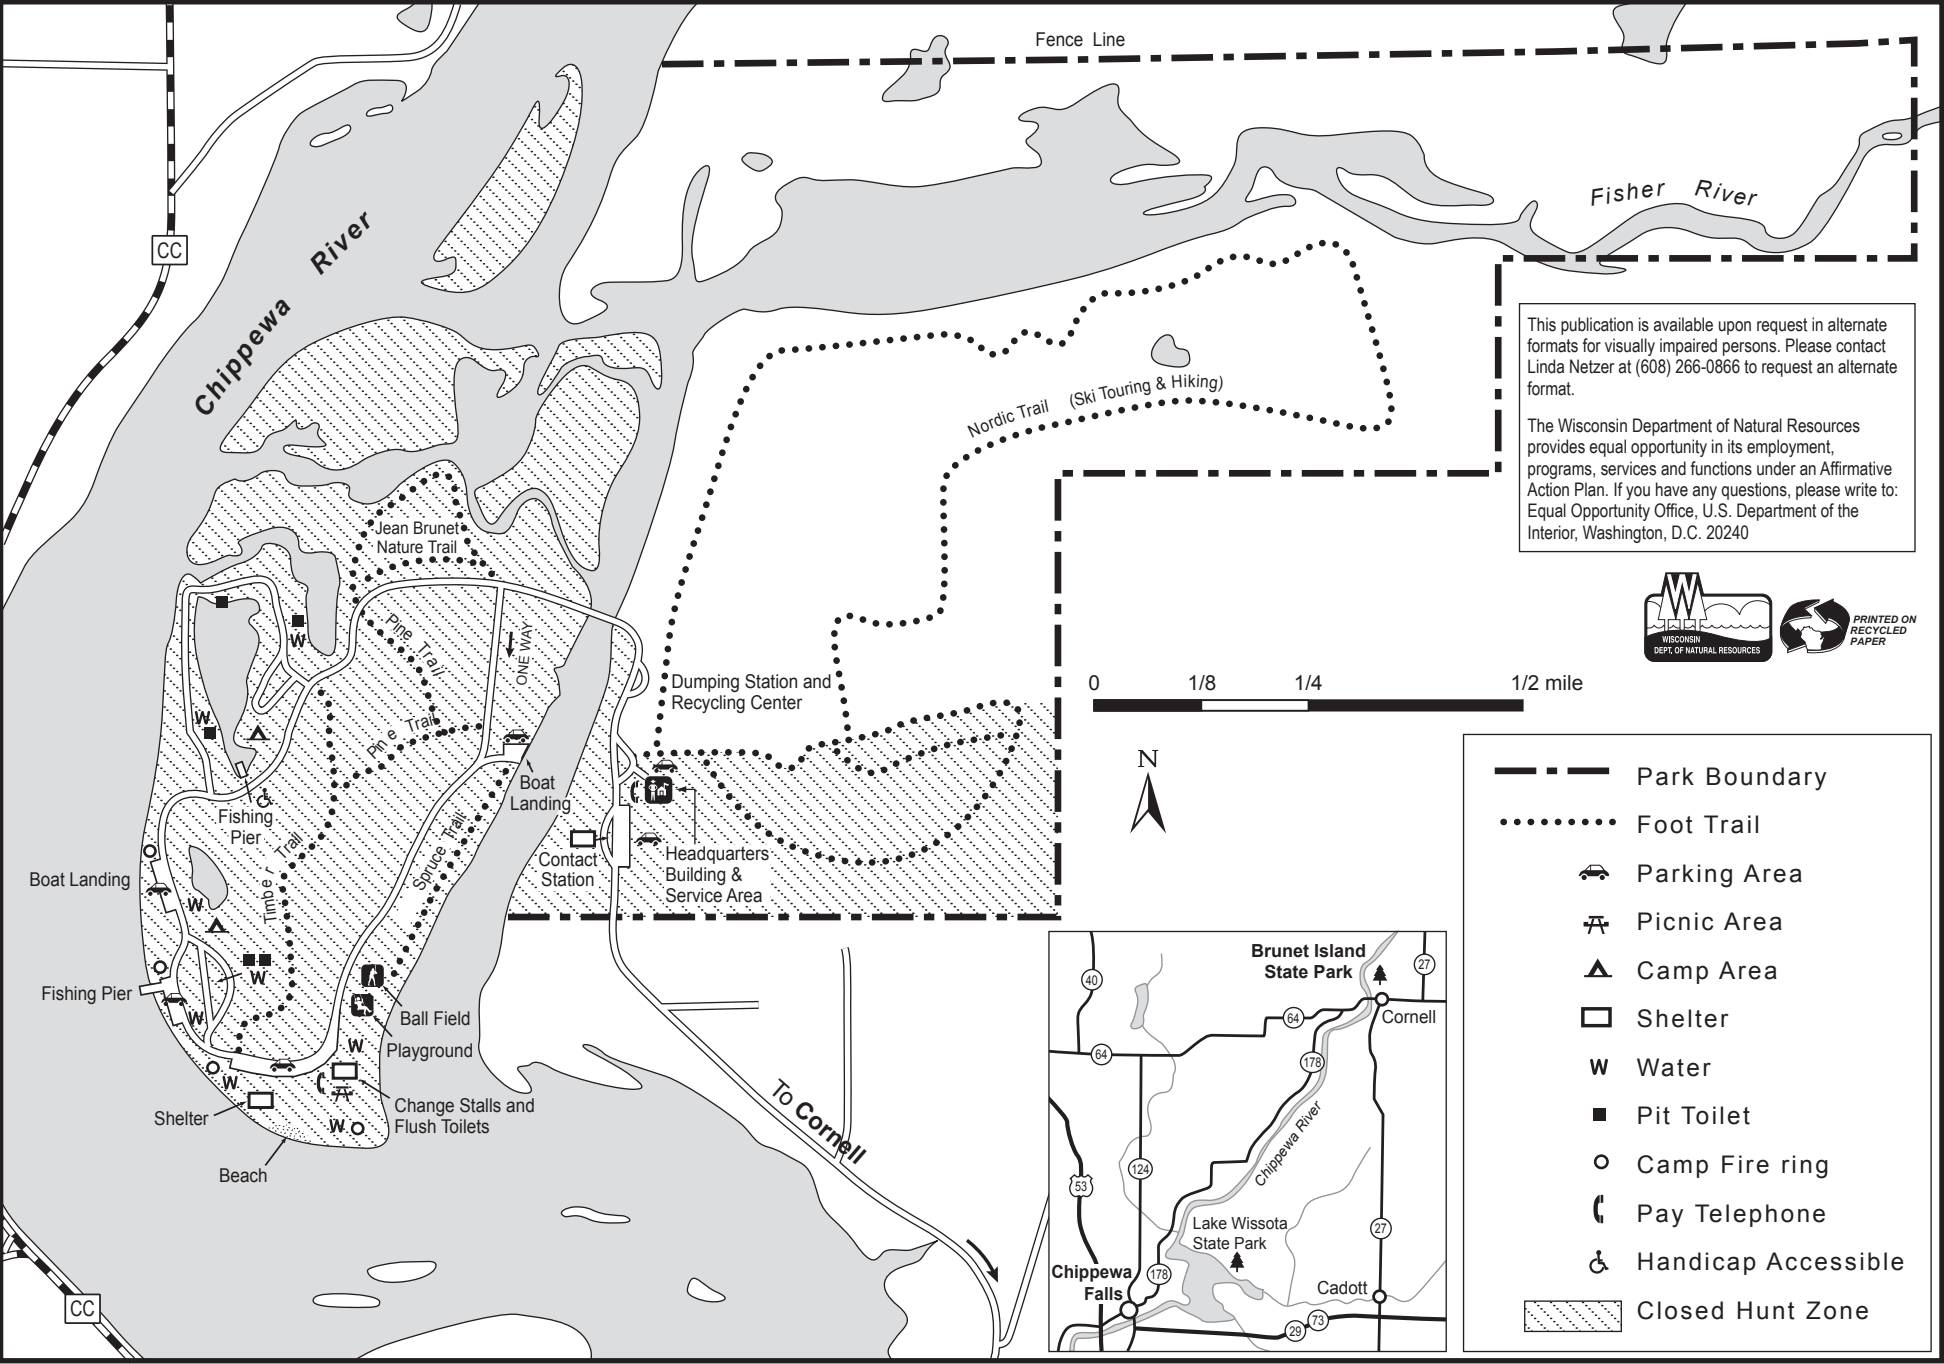 Fence Line
Fisher River
CC
Chippewa River
This publication is available upon request in alternate
formats for visually impaired persons. Please contact
Linda Netzer at (608) 266-0866 to request an alternate
format.
The Wisconsin Department of Natural Resources
provides equal opportunity in its employment,
programs, services and functions under an Affirmative
Action Plan. If you have any questions, please write to:
Equal Opportunity Office, U.S. Department of the
Interior, Washington, D.C. 20240
Nordic Trail (Ski Touring & Hiking)
Jean Brunet
Nature Trail
W
WISCONSIN
DEPT. OF NATURAL RESOURCES
PRINTED ON
RECYCLED
PAPER
Pine Trail
ONE WAY
W
Dumping Station and
Recycling Center
0 1/8 1/4 1/2 mile
W
Pine Trail
N
Boat
Landing
Fishing
Pier
Timber Trail
Spruce Trail
Contact
Station
Headquarters
Building &
Service Area
Boat Landing
W
W
Fishing Pier
W
Ball Field
Playground
W
W
Shelter
Change Stalls and
Flush Toilets
W
Beach
To Cornell
CC
Brunet Island
State Park
27
40
64
Cornell
64
178
Chippewa River
124
53
Lake Wissota
State Park
27
Chippewa
Falls
178
Cadott
29
73
Park Boundary
Foot Trail
Parking Area
Picnic Area
Camp Area
Shelter
W Water
Pit Toilet
Camp Fire ring
Pay Telephone
Handicap Accessible
Closed Hunt Zone